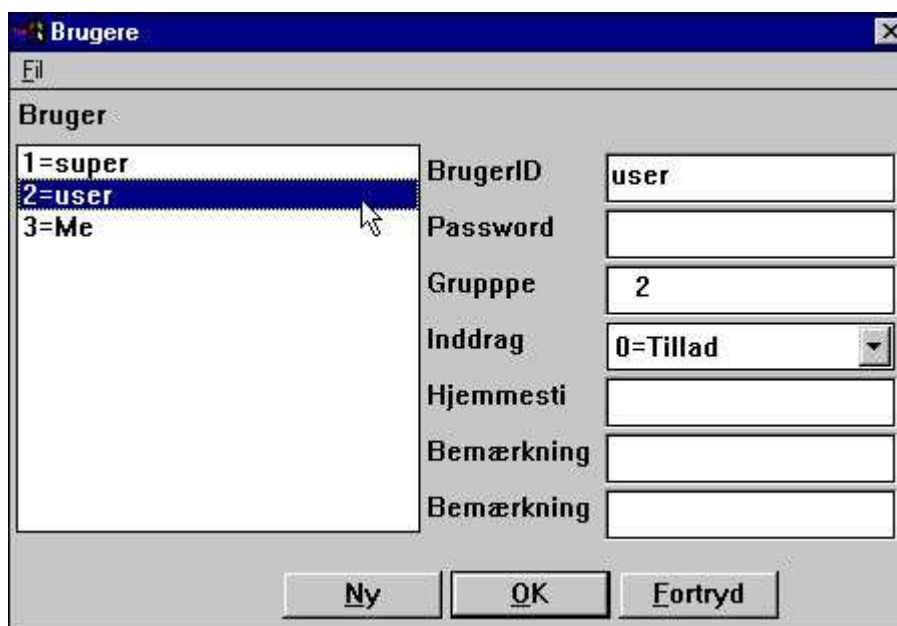 Brugere
Fil
Bruger
1=super
2=user
3=Me
BrugerID user
Password
Grupppe 2
Inddrag 0=Tillad
Hjemmesti
Bemærkning
Bemærkning
Ny OK Fortryd